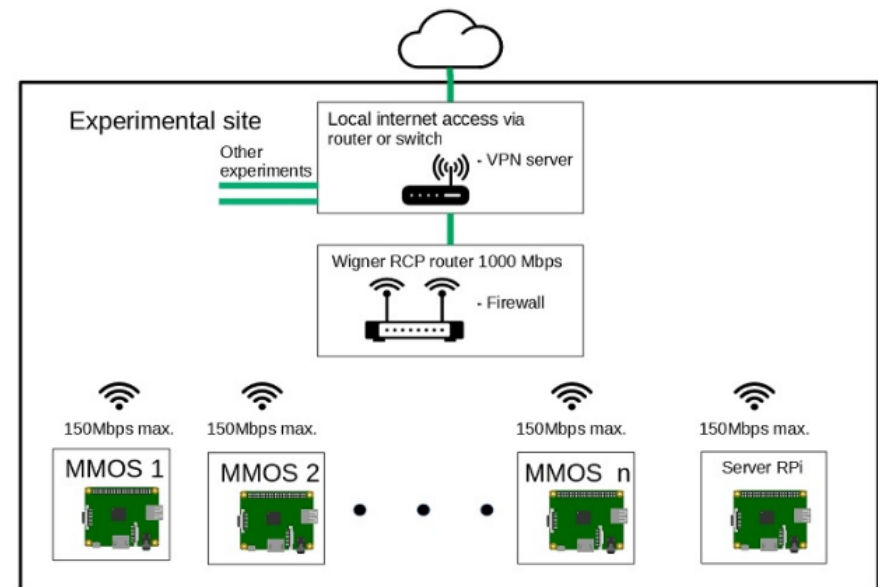 Experimental site
Local internet access via
router or switch
- VPN server
Other
experiments
Wigner RCP router 1000 Mbps
- Firewall
150Mbps max.
150Mbps max.
150Mbps max.
150Mbps max.
MMOS 1
MMOS 2
MMOS n
Server RPi